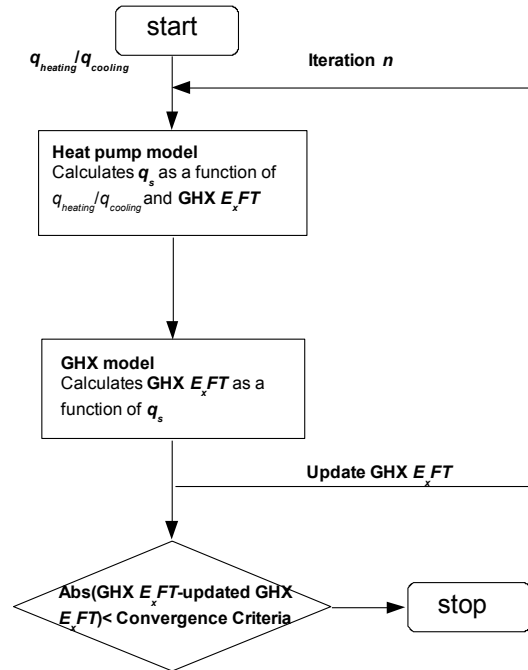 start
q_heating/q_cooling
Iteration n
Heat pump model
Calculates q_s as a function of
q_heating/q_cooling and GHX E_xFT
GHX model
Calculates GHX E_xFT as a
function of q_s
Update GHX E_xFT
Abs(GHX E_xFT-updated GHX
E_xFT)< Convergence Criteria
stop